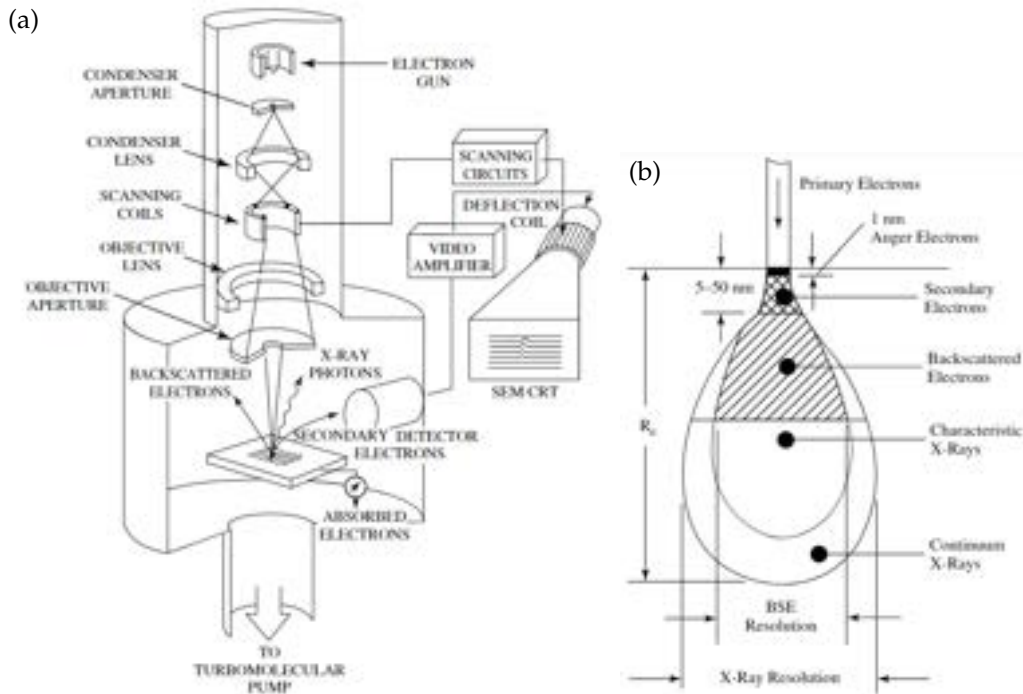 (a)
ELECTRON
GUN
CONDENSER
APERTURE
CONDENSER
LENS
SCANNING
CIRCUITS
SCANNING
COILS
DEFLECTION
COIL
VIDEO
AMPLIFIER
OBJECTIVE
LENS
OBJECTIVE
APERTURE
X-RAY
PHOTONS
BACKSCATTERED
ELECTRONS
SEM CRT
SECONDARY DETECTOR
ELECTRONS
ABSORBED
ELECTRONS
TO
TURBOMOLECULAR
PUMP
(b)
Primary Electrons
1 nm
Auger Electrons
5–50 nm
Secondary
Electrons
Backscattered
Electrons
Characteristic
X-Rays
Continuum
X-Rays
BSE
Resolution
X-Ray Resolution